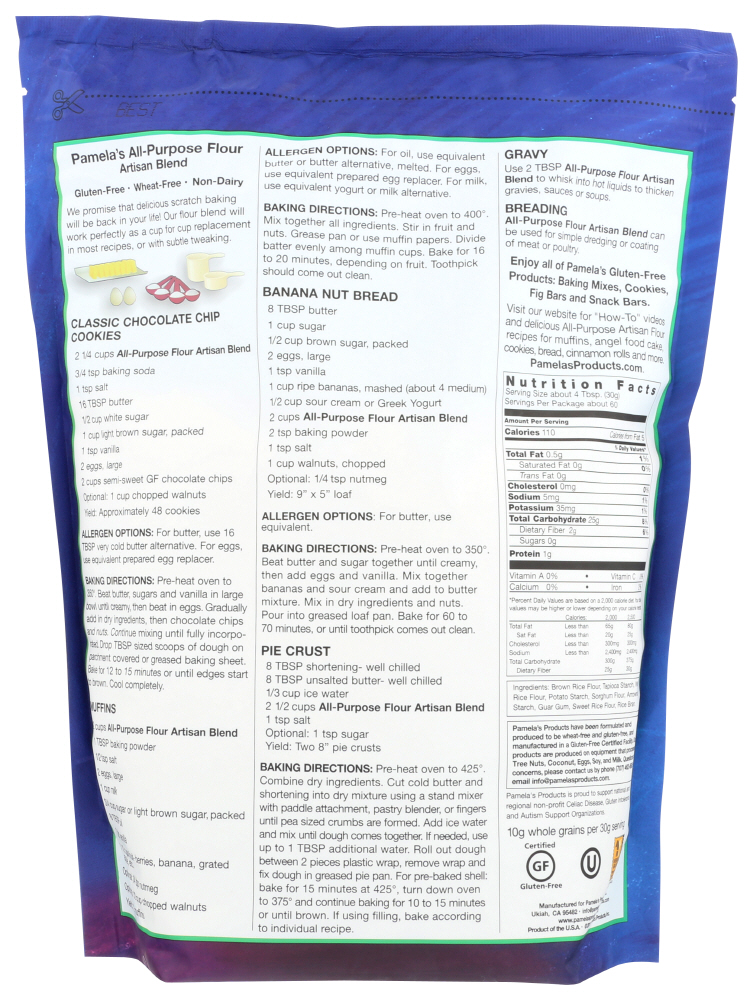 BEST
Pamela's All-Purpose Flour
Artisan Blend
Gluten-Free · Wheat-Free · Non-Dairy
We promise that delicious scratch baking
will be back in your life! Our flour blend will
work perfectly as a cup for cup replacement
in most recipes, or with subtle tweaking.
CLASSIC CHOCOLATE CHIP
COOKIES
2 1/4 cups All-Purpose Flour Artisan Blend
3/4 tsp baking soda
1 tsp salt
16 TBSP butter
1/2 cup white sugar
1 cup light brown sugar, packed
1 tsp vanilla
2 eggs, large
2 cups semi-sweet GF chocolate chips
Optional: 1 cup chopped walnuts
Yield: Approximately 48 cookies
ALLERGEN OPTIONS: For butter, use 16
TBSP very cold butter alternative. For eggs,
use equivalent prepared egg replacer.
BAKING DIRECTIONS: Pre-heat oven to
350°. Beat butter, sugars and vanilla in large
bowl until creamy, then beat in eggs. Gradually
add in dry ingredients, then chocolate chips
and nuts. Continue mixing until fully incorpo-
rated. Drop TBSP sized scoops of dough on
parchment covered or greased baking sheet.
Bake for 12 to 15 minutes or until edges start
to brown. Cool completely.
MUFFINS
cups All-Purpose Flour Artisan Blend
TBSP baking powder
1/2 tsp salt
eggs, large
cup milk
sugar or light brown sugar, packed
berries, banana, grated
nutmeg
chopped walnuts
ALLERGEN OPTIONS: For oil, use equivalent
butter or butter alternative, melted. For eggs,
use equivalent prepared egg replacer. For milk,
use equivalent yogurt or milk alternative.
BAKING DIRECTIONS: Pre-heat oven to 400°.
Mix together all ingredients. Stir in fruit and
nuts. Grease pan or use muffin papers. Divide
batter evenly among muffin cups. Bake for 16
to 20 minutes, depending on fruit. Toothpick
should come out clean.
BANANA NUT BREAD
8 TBSP butter
1 cup sugar
1/2 cup brown sugar, packed
2 eggs, large
1 tsp vanilla
1 cup ripe bananas, mashed (about 4 medium)
1/2 cup sour cream or Greek Yogurt
2 cups All-Purpose Flour Artisan Blend
2 tsp baking powder
1 tsp salt
1 cup walnuts, chopped
Optional: 1/4 tsp nutmeg
Yield: 9" x 5" loaf
ALLERGEN OPTIONS: For butter, use
equivalent.
BAKING DIRECTIONS: Pre-heat oven to 350°.
Beat butter and sugar together until creamy,
then add eggs and vanilla. Mix together
bananas and sour cream and add to butter
mixture. Mix in dry ingredients and nuts.
Pour into greased loaf pan. Bake for 60 to
70 minutes, or until toothpick comes out clean.
PIE CRUST
8 TBSP shortening- well chilled
8 TBSP unsalted butter- well chilled
1/3 cup ice water
2 1/2 cups All-Purpose Flour Artisan Blend
1 tsp salt
Optional: 1 tsp sugar
Yield: Two 8" pie crusts
BAKING DIRECTIONS: Pre-heat oven to 425°.
Combine dry ingredients. Cut cold butter and
shortening into dry mixture using a stand mixer
with paddle attachment, pastry blender, or fingers
until pea sized crumbs are formed. Add ice water
and mix until dough comes together. If needed, use
up to 1 TBSP additional water. Roll out dough
between 2 pieces plastic wrap, remove wrap and
fix dough in greased pie pan. For pre-baked shell:
bake for 15 minutes at 425°, turn down oven
to 375° and continue baking for 10 to 15 minutes
or until brown. If using filling, bake according
to individual recipe.
GRAVY
Use 2 TBSP All-Purpose Flour Artisan
Blend to whisk into hot liquids to thicken
gravies, sauces or soups.
BREADING
All-Purpose Flour Artisan Blend can
be used for simple dredging or coating
of meat or poultry.
Enjoy all of Pamela's Gluten-Free
Products: Baking Mixes, Cookies,
Fig Bars and Snack Bars.
Visit our website for "How-To" videos
and delicious All-Purpose Artisan Flour
recipes for muffins, angel food cake,
cookies, bread, cinnamon rolls and more.
PamelasProducts.com
Nutrition Facts
Serving Size about 4 Tbsp. (30g)
Servings Per Package about 60
Amount Per Serving
Calories 110 Calories from Fat 5
% Daily Values*
Total Fat 0.5g 1%
Saturated Fat 0g 0%
Trans Fat 0g
Cholesterol 0mg 0%
Sodium 5mg
Potassium 35mg 1%
Total Carbohydrate 25g 8%
Dietary Fiber 2g
Sugars 0g
Protein 1g
Vitamin A 0% • Vitamin C
Calcium 0% • Iron
*Percent Daily Values are based on a 2,000 calorie
values may be higher or lower depending on your calorie
Calories 2,000
Total Fat Less than 65g 80g
Sat Fat Less than 20g 25g
Cholesterol Less than 300mg 300mg
Sodium Less than 2,400mg 2,400mg
Total Carbohydrate 300g 375g
Dietary Fiber 25g 30g
Ingredients: Brown Rice Flour, Tapioca Starch,
Rice Flour, Potato Starch, Sorghum Flour,
Starch, Guar Gum, Sweet Rice Flour, Rice Bran
Pamela's Products have been formulated and
produced to be wheat-free and gluten-free, and
manufactured in a Gluten-Free Certified Facility
products are produced on equipment that
Tree Nuts, Coconut, Eggs, Soy, and Milk.
concerns, please contact us by phone
email info@pamelasproducts.com.
Pamela's Products is proud to support national
regional non-profit Celiac Disease, Gluten
and Autism Support Organizations.
10g whole grains per 30g serving
Certified
GF
Gluten-Free
U
Manufactured for Pamela's
Ukiah, CA 95482
Product of the U.S.A.